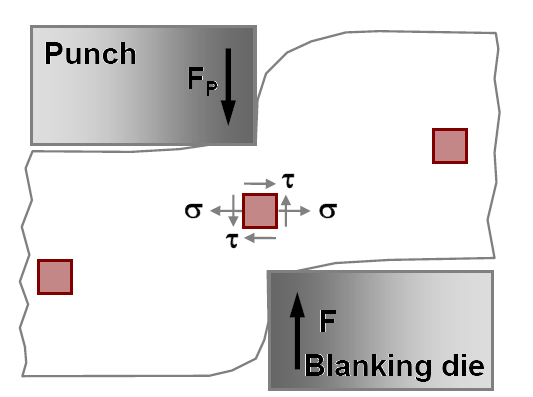 Punch
Fₚ
τ
σ
σ
τ
F
Blanking die